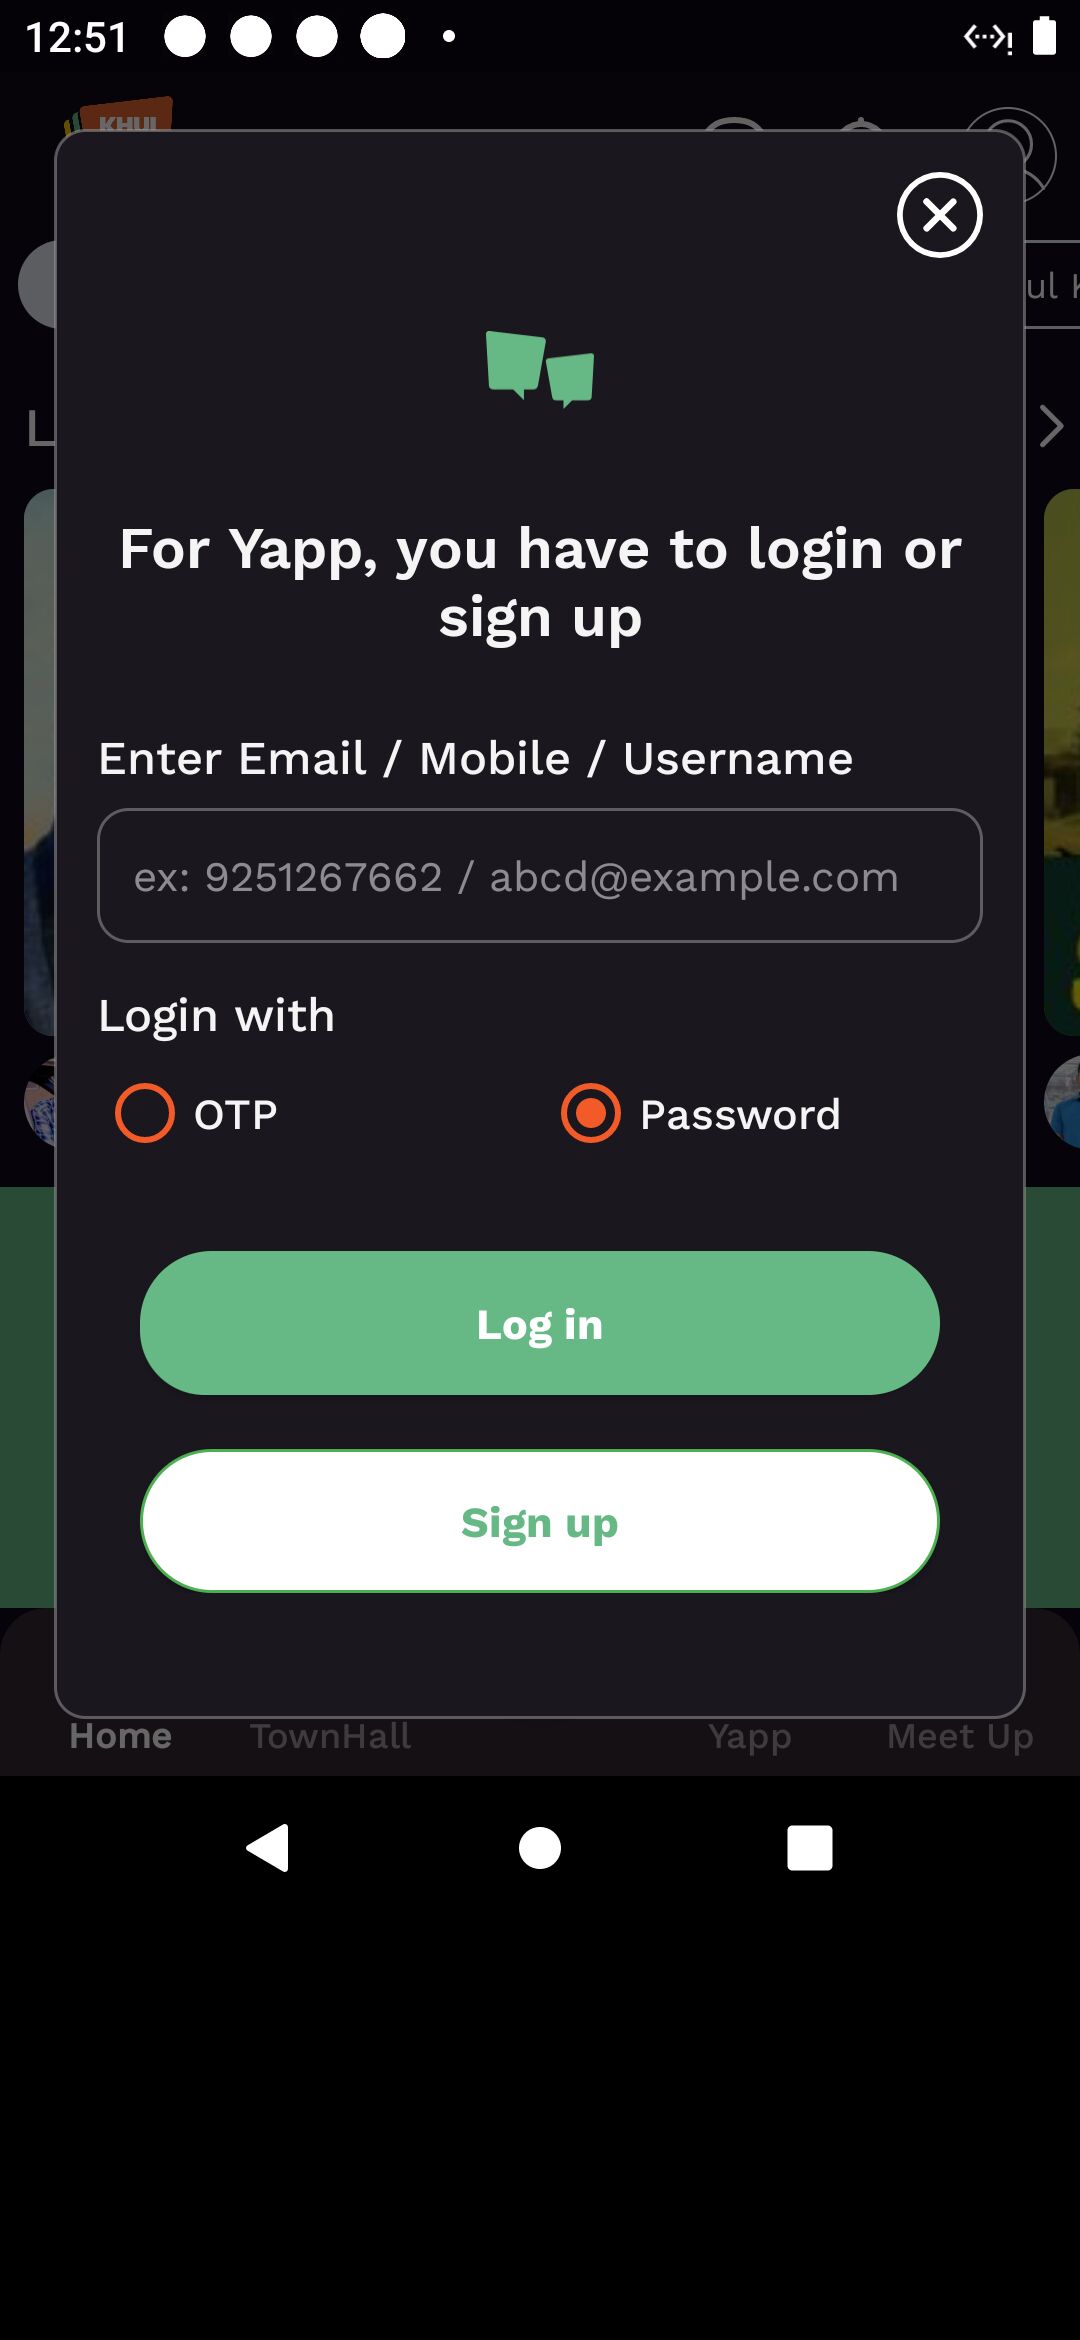 12:51
KHUL
ul
L
For Yapp, you have to login or
sign up
Enter Email / Mobile / Username
ex: 9251267662 / abcd@example.com
Login with
OTP
Password
Log in
Sign up
Home
TownHall
Yapp
Meet Up